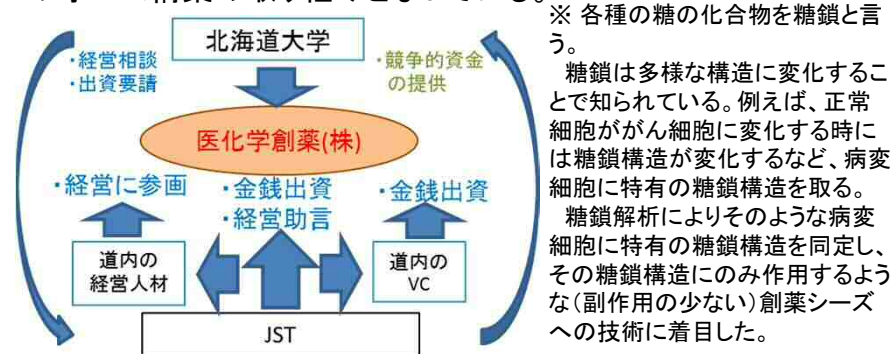 北海道大学
・経営相談
・出資要請
・競争的資金
の提供
医化学創薬(株)
・経営に参画
・金銭出資
・経営助言
・金銭出資
道内の
経営人材
道内の
VC
JST
※ 各種の糖の化合物を糖鎖と言
う。
糖鎖は多様な構造に変化するこ
とで知られている。例えば、正常
細胞ががん細胞に変化する時に
は糖鎖構造が変化するなど、病変
細胞に特有の糖鎖構造を取る。
糖鎖解析によりそのような病変
細胞に特有の糖鎖構造を同定し、
その糖鎖構造にのみ作用するよう
な(副作用の少ない)創薬シーズ
への技術に着目した。